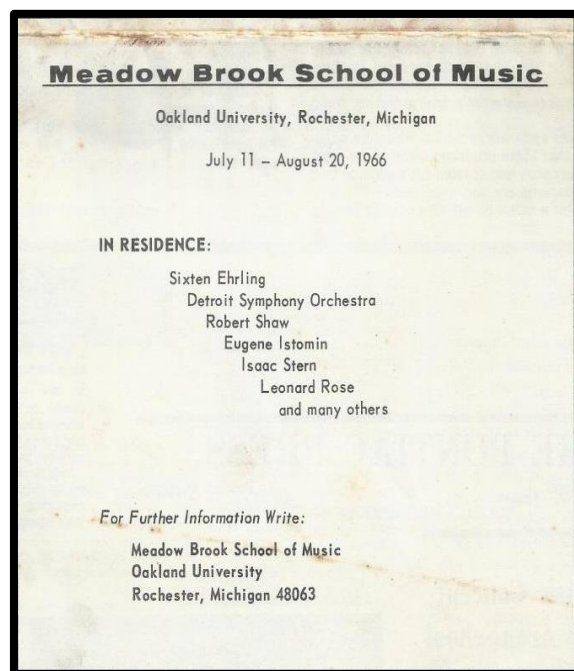 Meadow Brook School of Music
Oakland University, Rochester, Michigan
July 11 – August 20, 1966
IN RESIDENCE:
Sixten Ehrling
Detroit Symphony Orchestra
Robert Shaw
Eugene Istomin
Isaac Stern
Leonard Rose
and many others
For Further Information Write:
Meadow Brook School of Music
Oakland University
Rochester, Michigan 48063